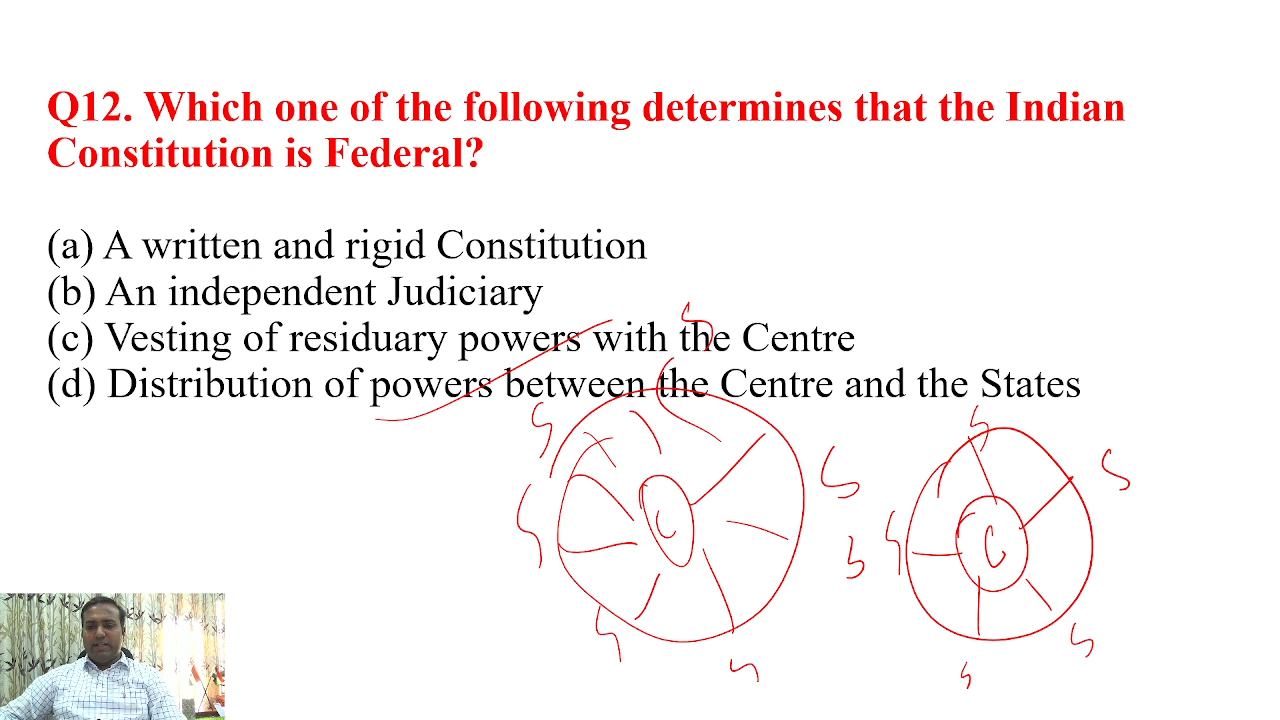 Q12. Which one of the following determines that the Indian
Constitution is Federal?
(a) A written and rigid Constitution
(b) An independent Judiciary
(c) Vesting of residuary powers with the Centre
(d) Distribution of powers between the Centre and the States
S
S
S
S
S
S
S
S
S
S
S
S
C
C